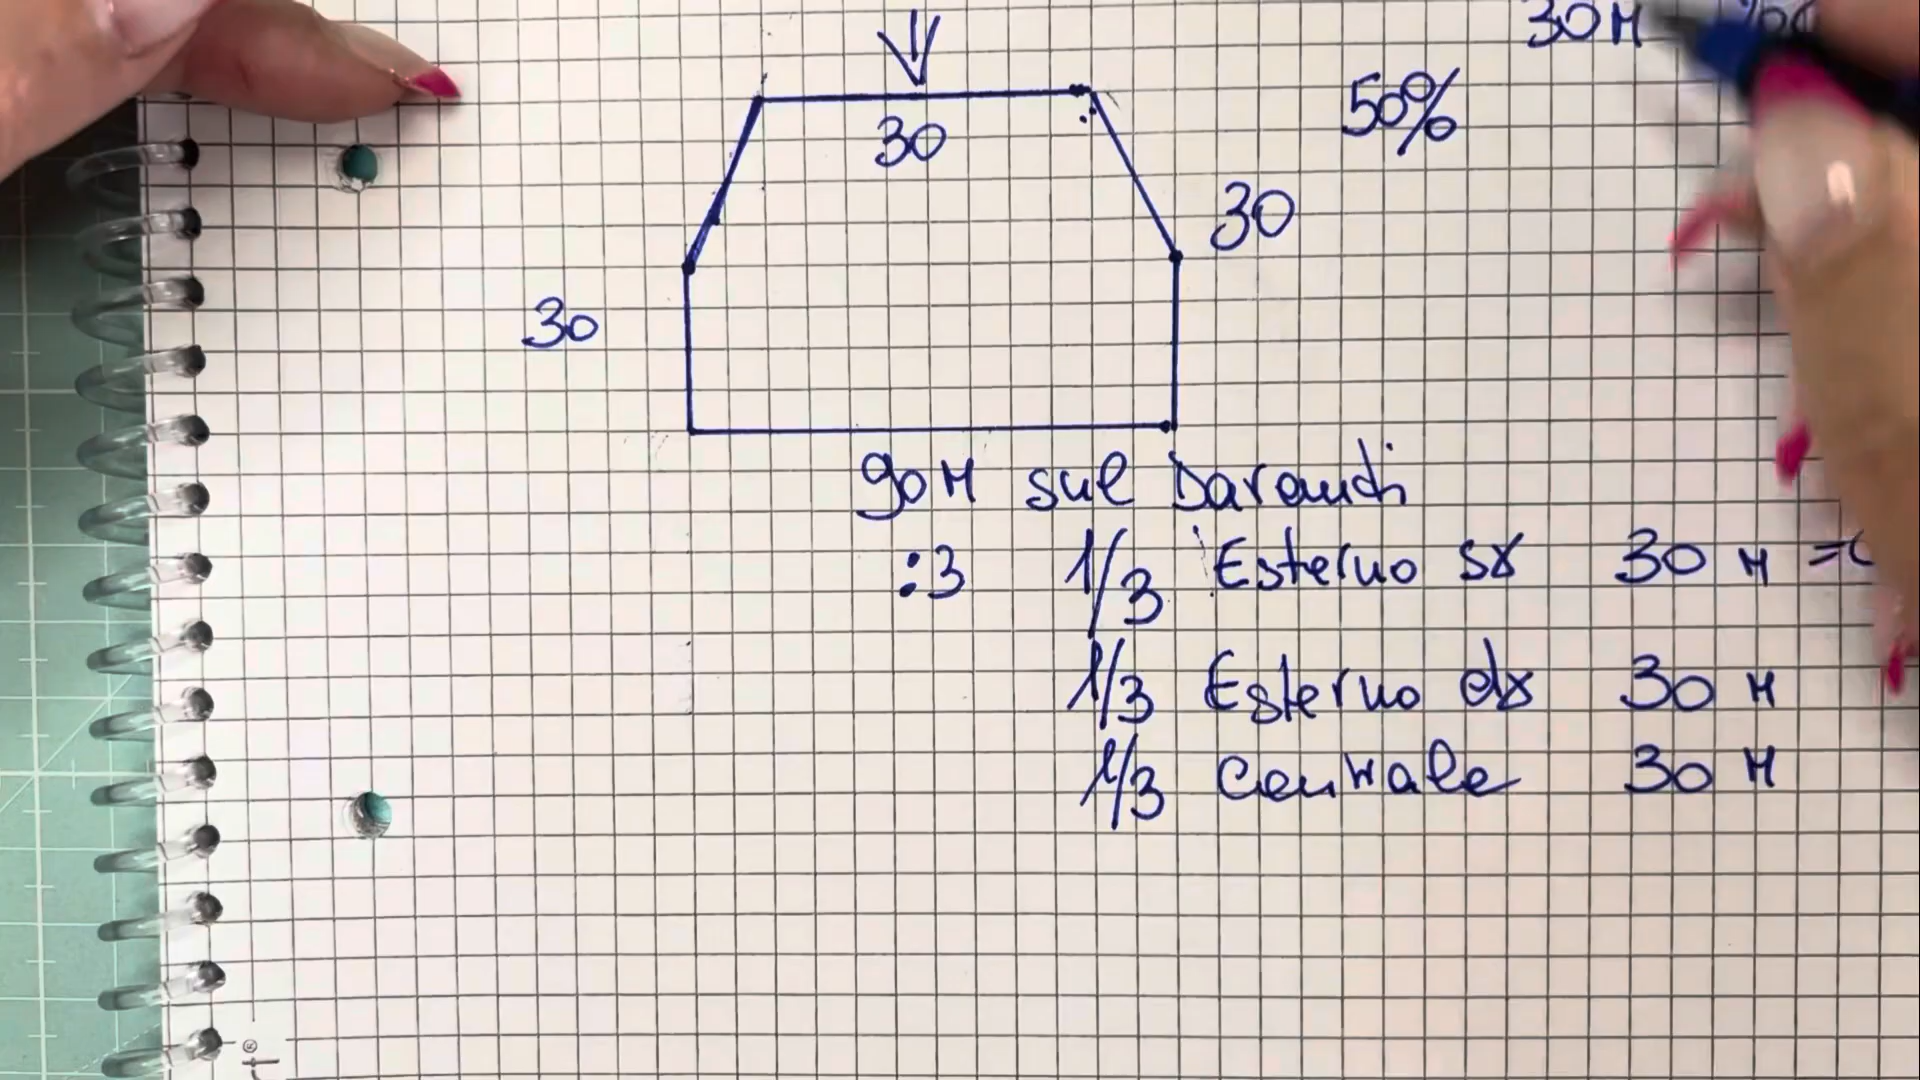 30 M
50%
30
30
30
90 M sul Davanti
:3 1/3 Esterno sx 30 M =
1/3 Esterno dx 30 M
1/3 Centrale 30 M